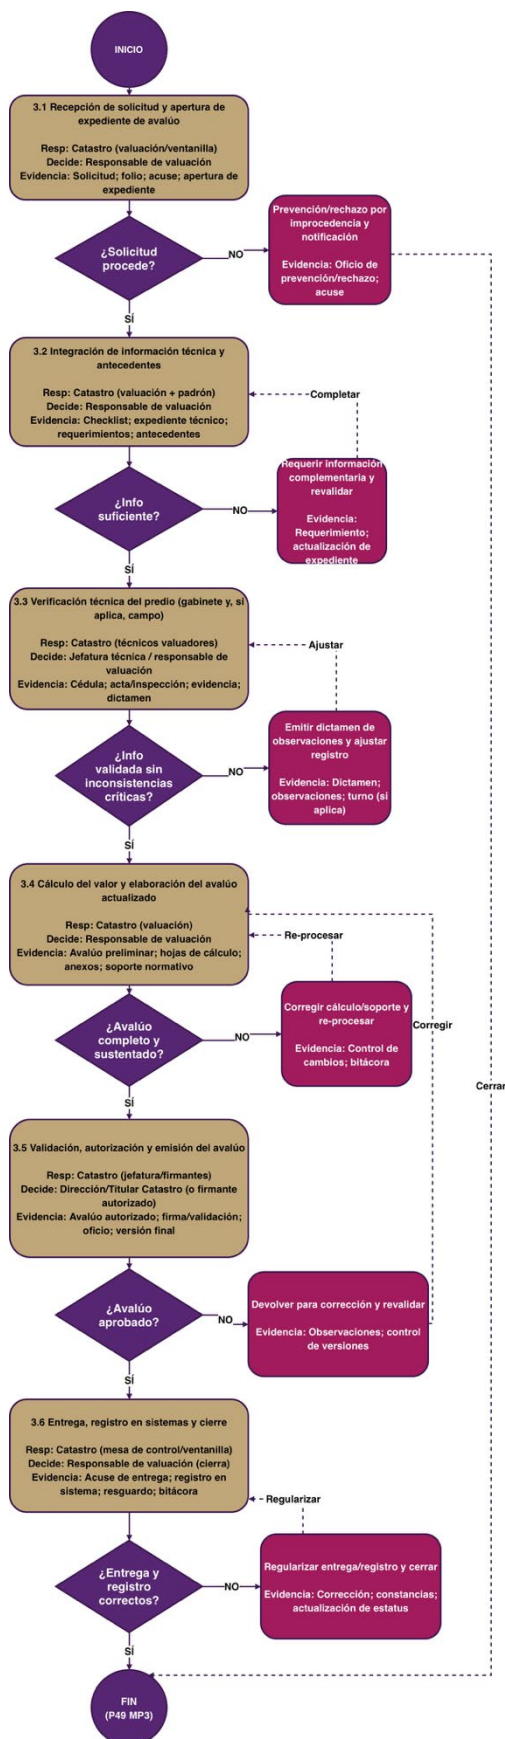 INICIO
3.1 Recepción de solicitud y apertura de
expediente de avalúo
Resp: Catastro (valuación/ventanilla)
Decide: Responsable de valuación
Evidencia: Solicitud; folio; acuse; apertura de
expediente
¿Solicitud
procede?
NO
Prevención/rechazo por
improcedencia y
notificación
Evidencia: Oficio de
prevención/rechazo;
acuse
SÍ
3.2 Integración de información técnica y
antecedentes
Resp: Catastro (valuación + padrón)
Decide: Responsable de valuación
Evidencia: Checklist; expediente técnico;
requerimientos; antecedentes
Completar
¿Info
suficiente?
NO
Requerir información
complementaria y
revalidar
Evidencia:
Requerimiento;
actualización de
expediente
SÍ
3.3 Verificación técnica del predio (gabinete y, si
aplica, campo)
Resp: Catastro (técnicos valuadores)
Decide: Jefatura técnica / responsable de
valuación
Evidencia: Cédula; acta/inspección; evidencia;
dictamen
Ajustar
¿Info
validada sin
inconsistencias
críticas?
NO
Emitir dictamen de
observaciones y ajustar
registro
Evidencia: Dictamen;
observaciones; turno (si
aplica)
SÍ
3.4 Cálculo del valor y elaboración del avalúo
actualizado
Resp: Catastro (valuación)
Decide: Responsable de valuación
Evidencia: Avalúo preliminar; hojas de cálculo;
anexos; soporte normativo
Re-procesar
¿Avalúo
completo y
sustentado?
NO
Corregir cálculo/soporte y
re-procesar
Evidencia: Control de
cambios; bitácora
Corregir
Cerrar
SÍ
3.5 Validación, autorización y emisión del avalúo
Resp: Catastro (jefatura/firmantes)
Decide: Dirección/Titular Catastro (o firmante
autorizado)
Evidencia: Avalúo autorizado; firma/validación;
oficio; versión final
¿Avalúo
aprobado?
NO
Devolver para corrección y revalidar
Evidencia: Observaciones; control
de versiones
SÍ
3.6 Entrega, registro en sistemas y cierre
Resp: Catastro (mesa de control/ventanilla)
Decide: Responsable de valuación (cierra)
Evidencia: Acuse de entrega; registro en
sistema; resguardo; bitácora
Regularizar
¿Entrega y
registro
correctos?
NO
Regularizar entrega/registro y cerrar
Evidencia: Corrección; constancias;
actualización de estatus
SÍ
FIN
(P49 MP3)